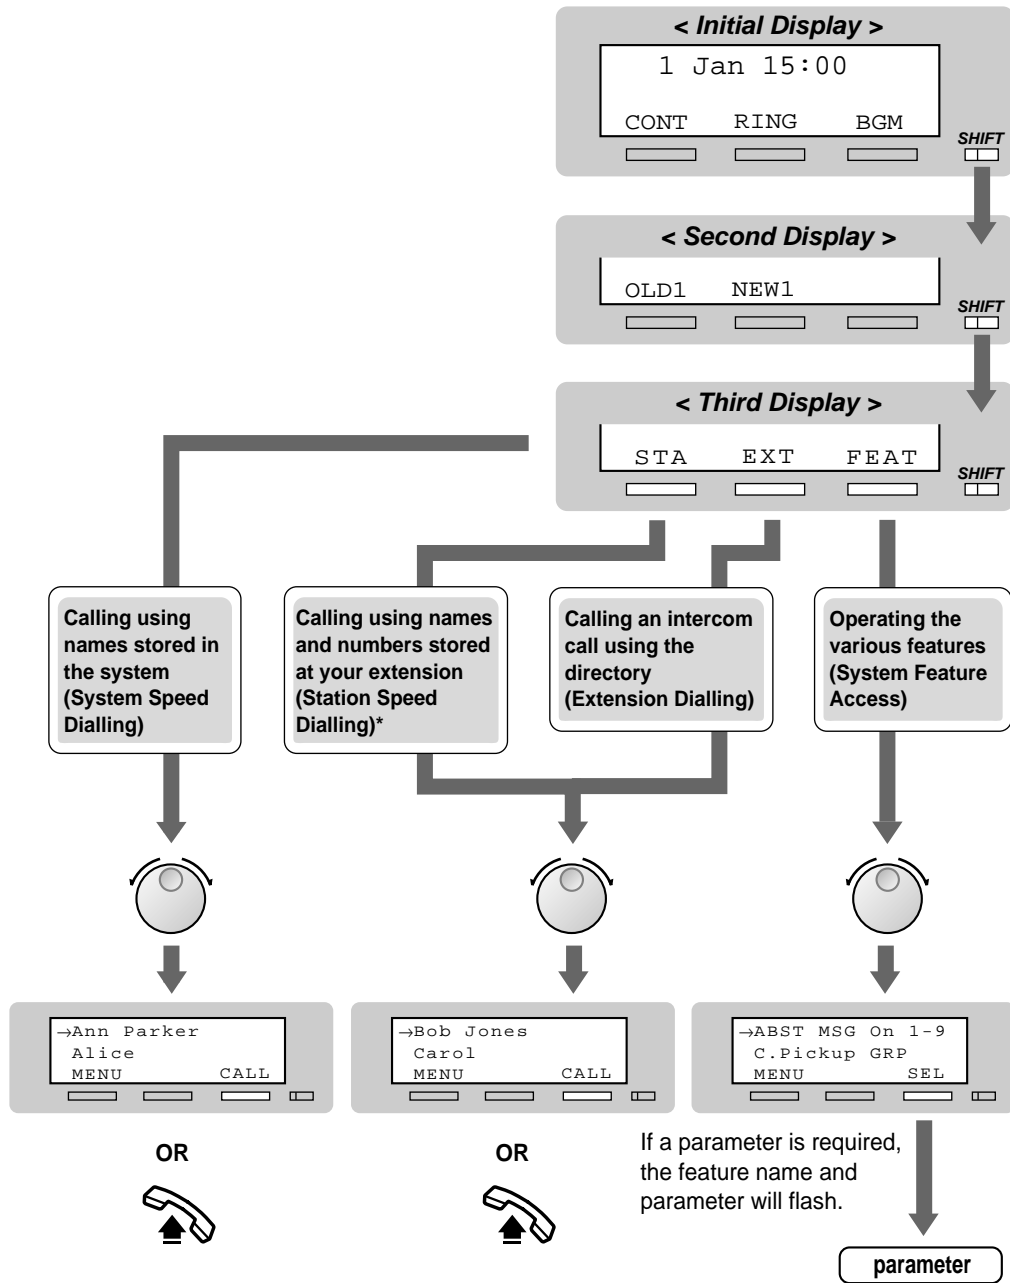 < Initial Display >
1 Jan 15:00
CONT RING BGM
SHIFT
< Second Display >
OLD1 NEW1
SHIFT
< Third Display >
STA EXT FEAT
SHIFT
Calling using
names stored in
the system
(System Speed
Dialling)
Calling using names
and numbers stored
at your extension
(Station Speed
Dialling)*
Calling an intercom
call using the
directory
(Extension Dialling)
Operating the
various features
(System Feature
Access)
→Ann Parker
Alice
MENU CALL
→Bob Jones
Carol
MENU CALL
→ABST MSG On 1-9
C.Pickup GRP
MENU SEL
OR
OR
If a parameter is required,
the feature name and
parameter will flash.
parameter